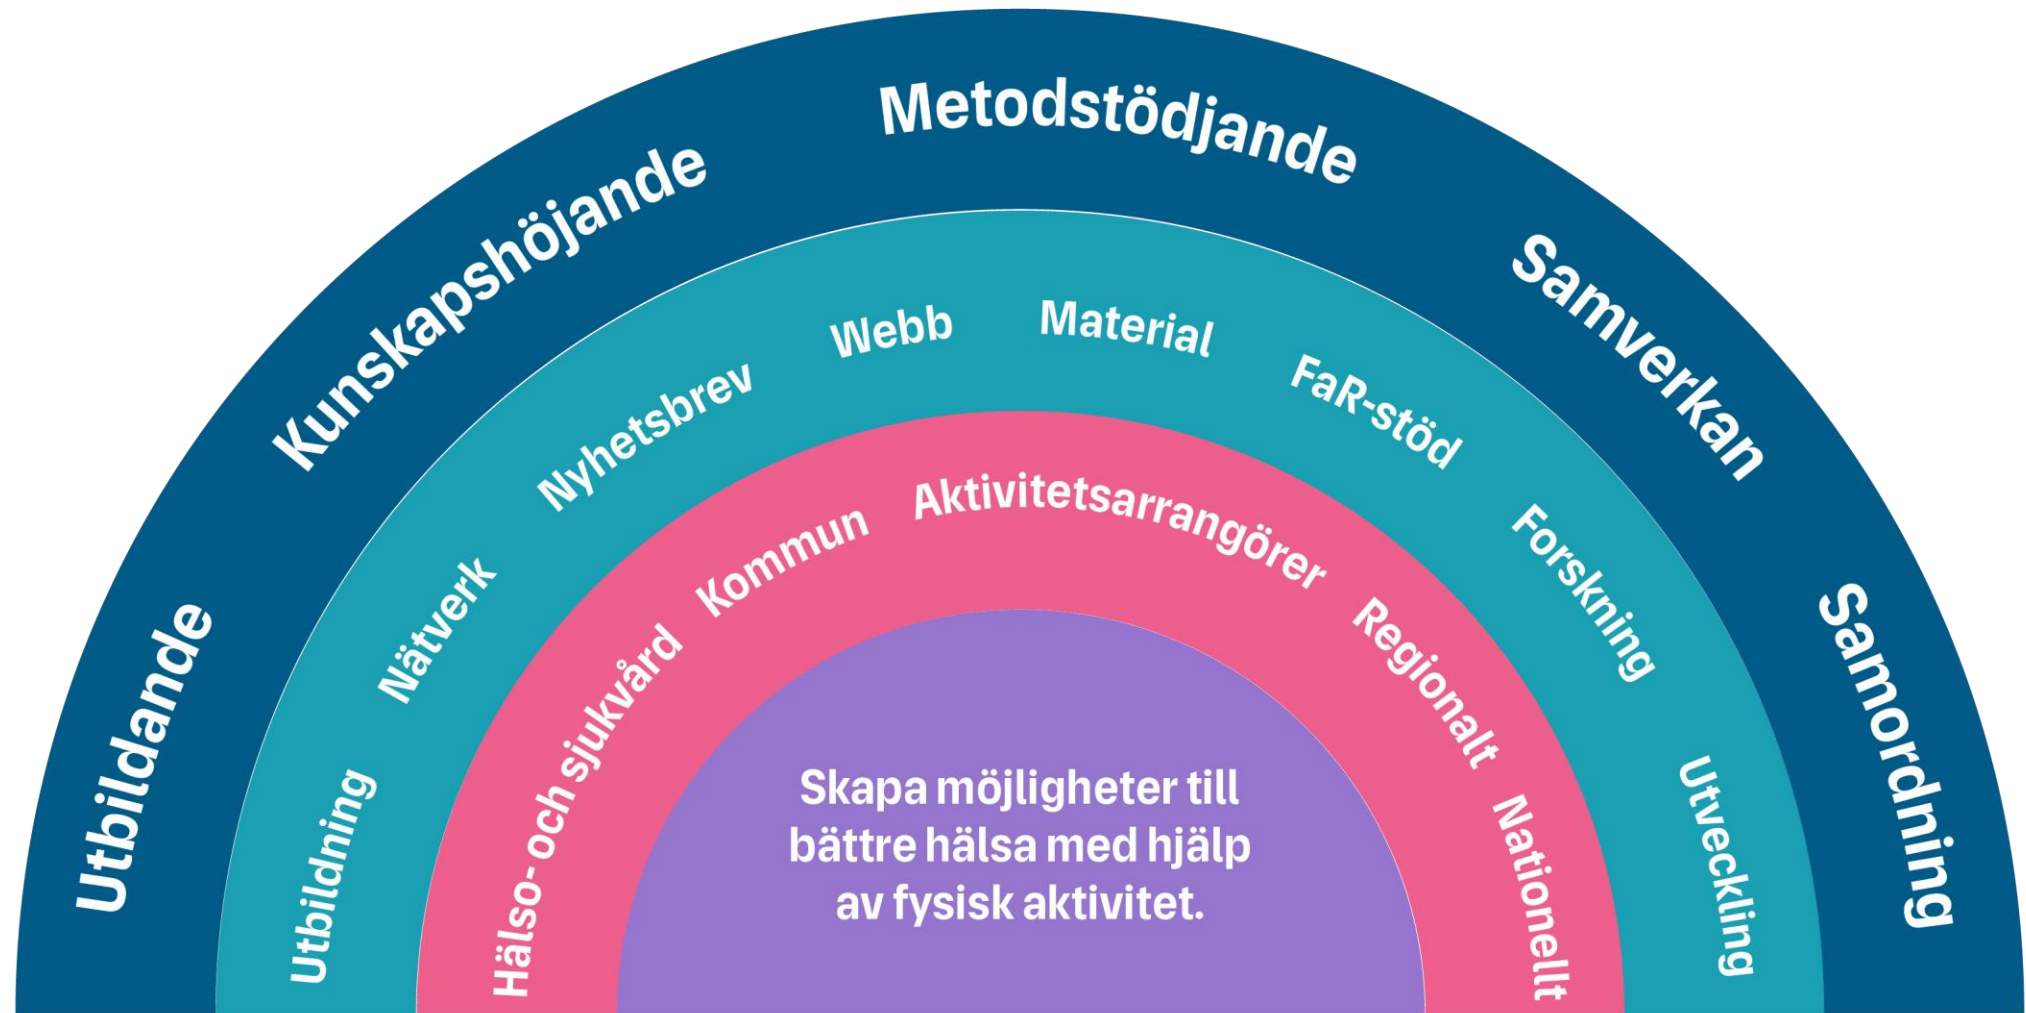 Utbildande
Kunskapshöjande
Metodstödjande
Samverkan
Samordning
Utbildning
Nätverk
Nyhetsbrev
Webb
Material
FaR-stöd
Forskning
Utveckling
Hälso- och sjukvård
Kommun
Aktivitetsarrangörer
Regionalt
Nationellt
Skapa möjligheter till
bättre hälsa med hjälp
av fysisk aktivitet.